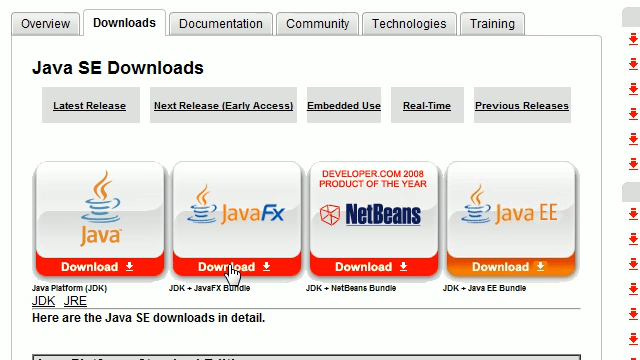 Overview Downloads Documentation Community Technologies Training
Java SE Downloads
Latest Release Next Release (Early Access) Embedded Use Real-Time Previous Releases
DEVELOPER.COM 2008
PRODUCT OF THE YEAR
Java JavaFX NetBeans Java EE
Download Download Download Download
Java Platform (JDK) JDK + JavaFX Bundle JDK + NetBeans Bundle JDK + Java EE Bundle
JDK JRE
Here are the Java SE downloads in detail.